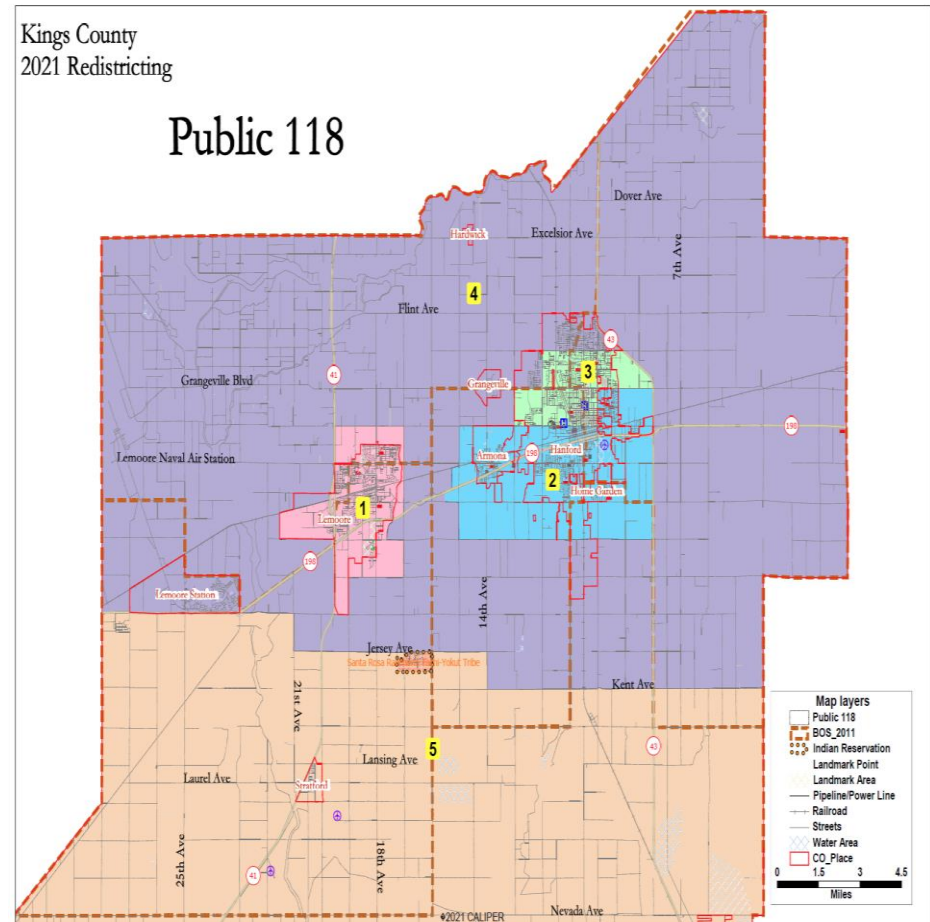 Kings County
2021 Redistricting
Public 118
Dover Ave
Hardwick
Excelsior Ave
7th Ave
4
Flint Ave
43
41
3
Grangeville Blvd
Grangeville
198
Lemoore Naval Air Station
Armona
198
Hanford
2
Home Garden
1
Lemoore
198
Lemoore Station
14th Ave
Jersey Ave
Santa Rosa
Tribe
Kent Ave
21st Ave
43
5
Lansing Ave
Laurel Ave
Stratford
25th Ave
18th Ave
41
Nevada Ave
©2021 CALIPER
Map layers
Public 118
BOS_2011
Indian Reservation
Landmark Point
Landmark Area
Pipeline/Power Line
Railroad
Streets
Water Area
CO_Place
0 1.5 3 4.5
Miles